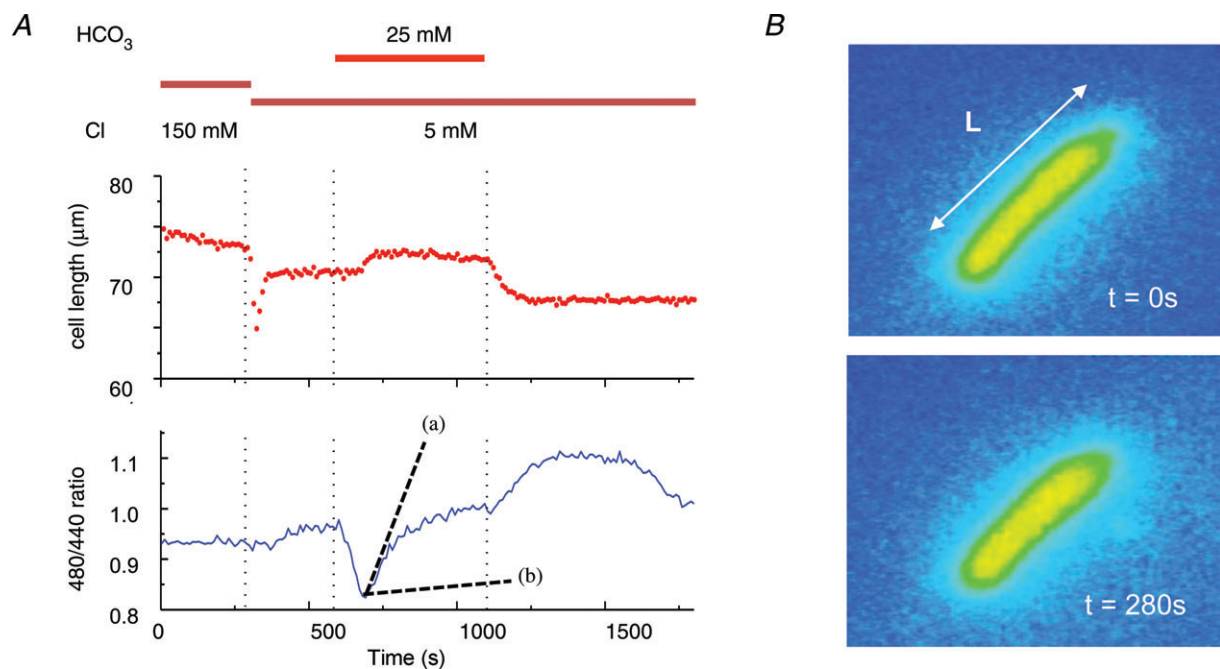 A
HCO₃
25 mM
Cl
150 mM
5 mM
80
70
60
cell length (μm)
1.1
1.0
0.9
0.8
480/440 ratio
(a)
(b)
0
500
1000
1500
Time (s)
B
L
t = 0s
t = 280s